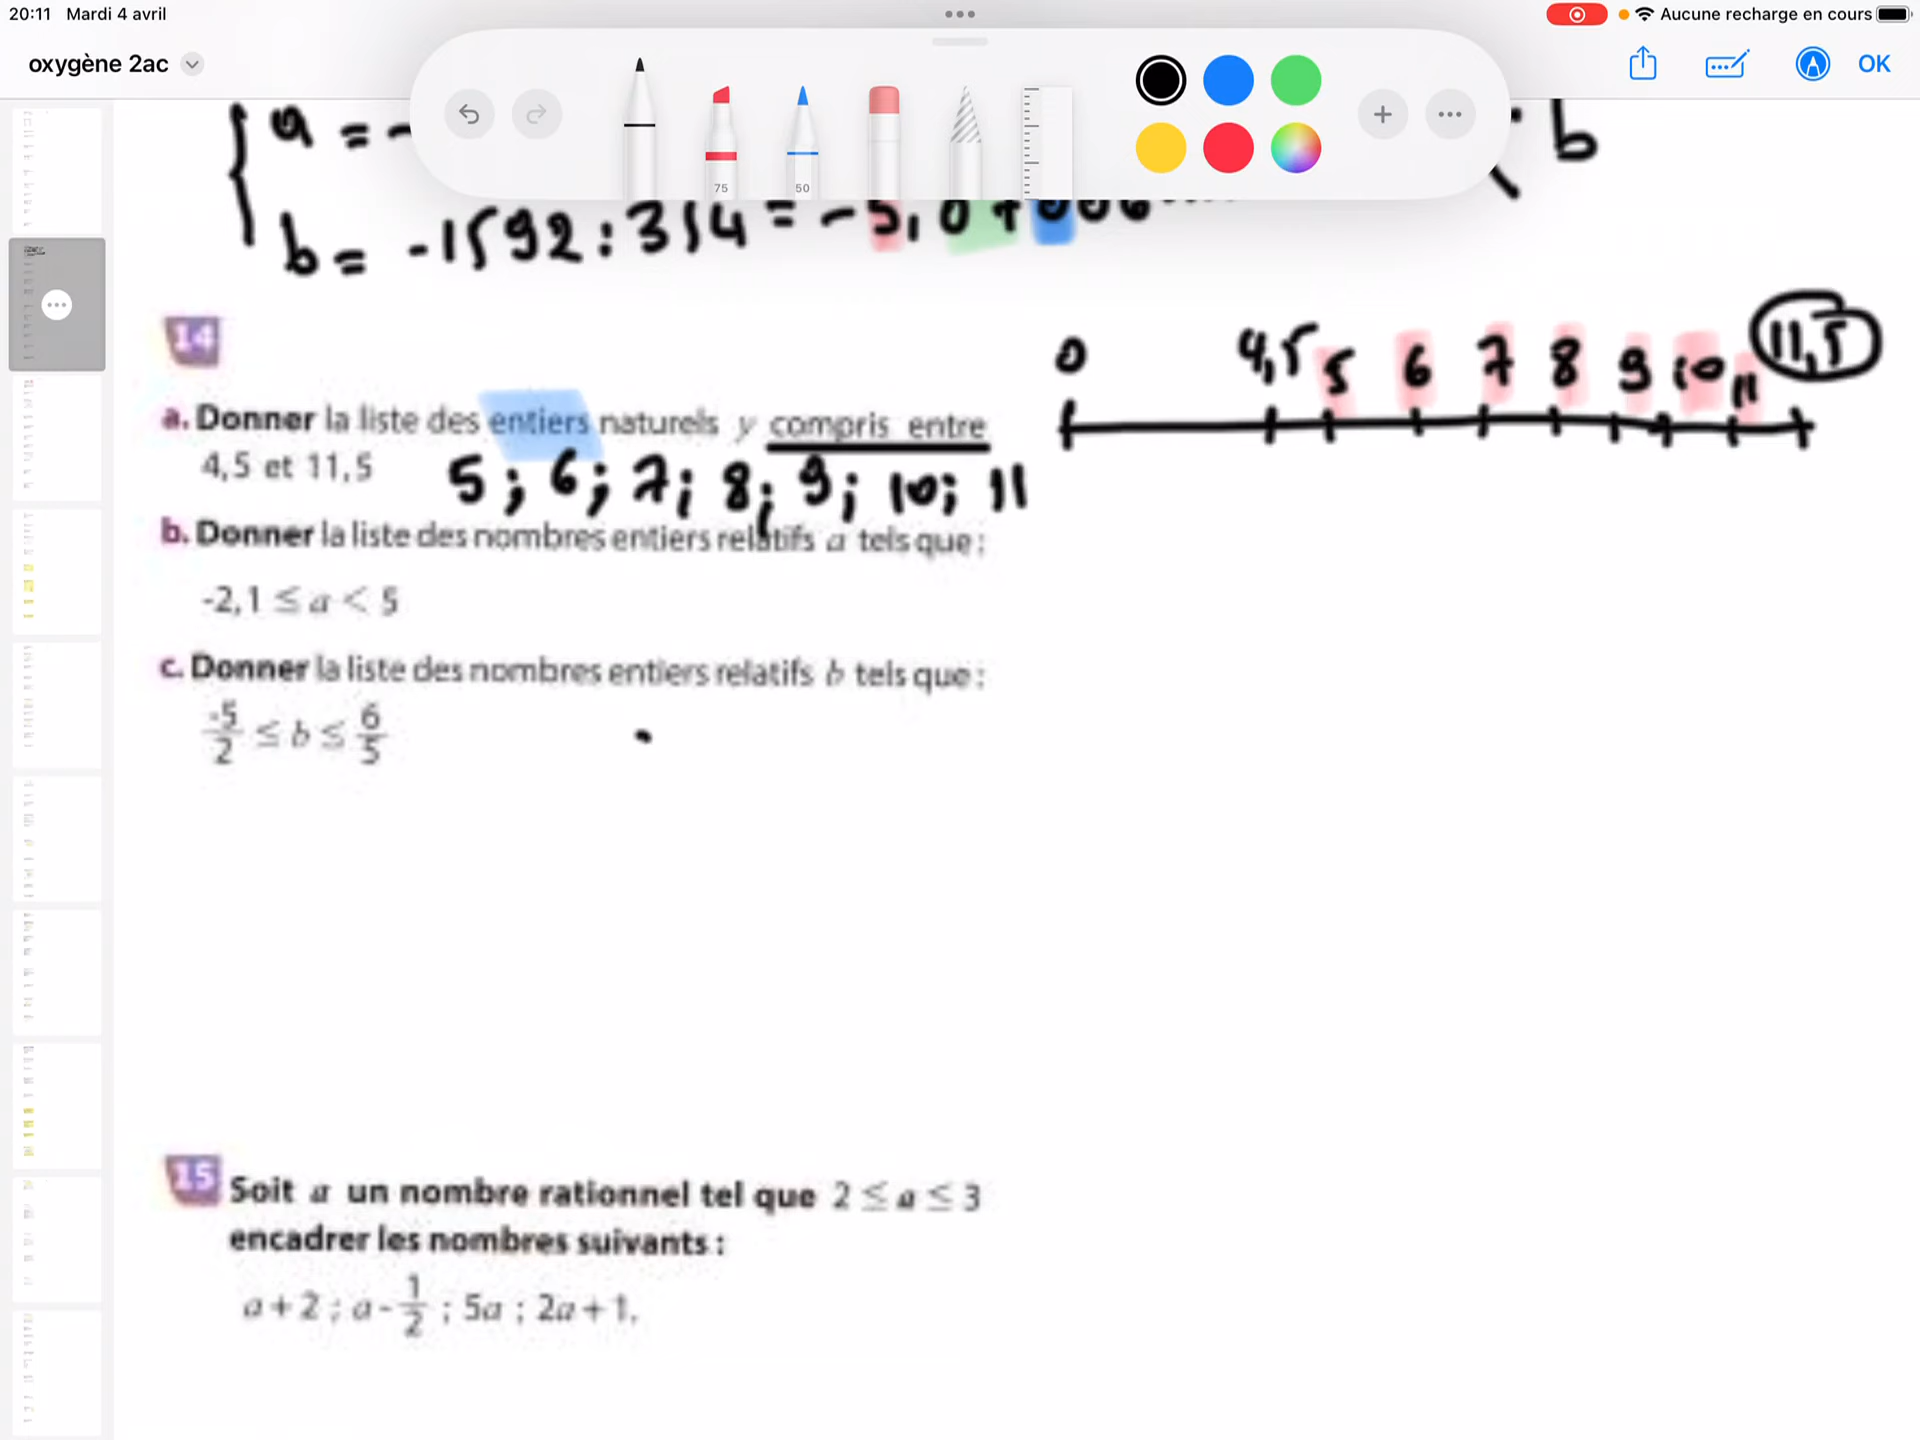 20:11 Mardi 4 avril
Aucune recharge en cours
oxygène 2ac
OK
75
50
a = -
b
b = -1592 : 314 = -5,07006...
14
0 4,5 5 6 7 8 9 10 11 11,5
a. Donner la liste des entiers naturels y compris entre
4,5 et 11,5
5 ; 6 ; 7 ; 8 ; 9 ; 10 ; 11
b. Donner la liste des nombres entiers relatifs a tels que :
-2,1 ≤ a < 5
c. Donner la liste des nombres entiers relatifs b tels que :
-5/2 ≤ b ≤ 6/5
15 Soit a un nombre rationnel tel que 2 ≤ a ≤ 3
encadrer les nombres suivants :
a + 2 ; a - 1/2 ; 5a ; 2a + 1.